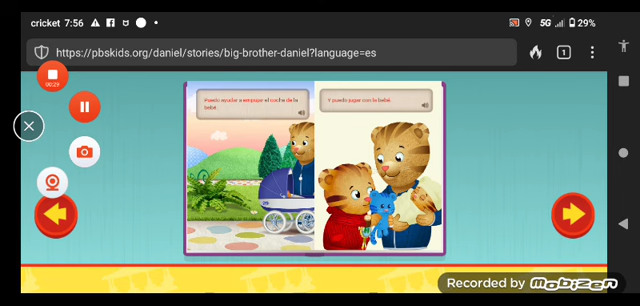 cricket 7:56
5G
29%
https://pbskids.org/daniel/stories/big-brother-daniel?language=es
1
00:29
Puedo ayudar a empujar el coche de la
bebé.
Y puedo jugar con la bebé.
Recorded by Mobizen